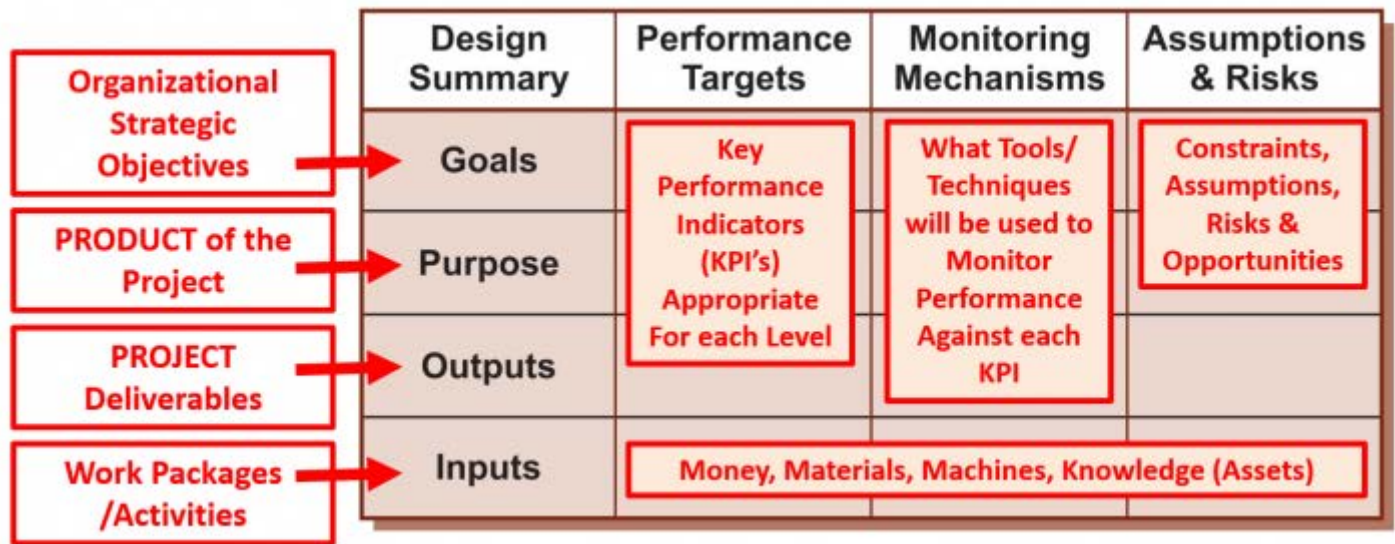 Design
Summary
Performance
Targets
Monitoring
Mechanisms
Assumptions
& Risks
Organizational
Strategic
Objectives
Goals
Key
Performance
Indicators
(KPI's)
Appropriate
For each Level
What Tools/
Techniques
will be used to
Monitor
Performance
Against each
KPI
Constraints,
Assumptions,
Risks &
Opportunities
PRODUCT of the
Project
Purpose
PROJECT
Deliverables
Outputs
Work Packages
/Activities
Inputs
Money, Materials, Machines, Knowledge (Assets)